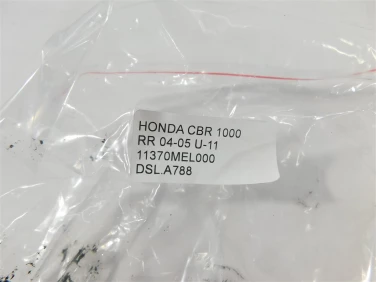 HONDA CBR 1000
RR 04-05 U-11
11370MEL000
DSL.A788